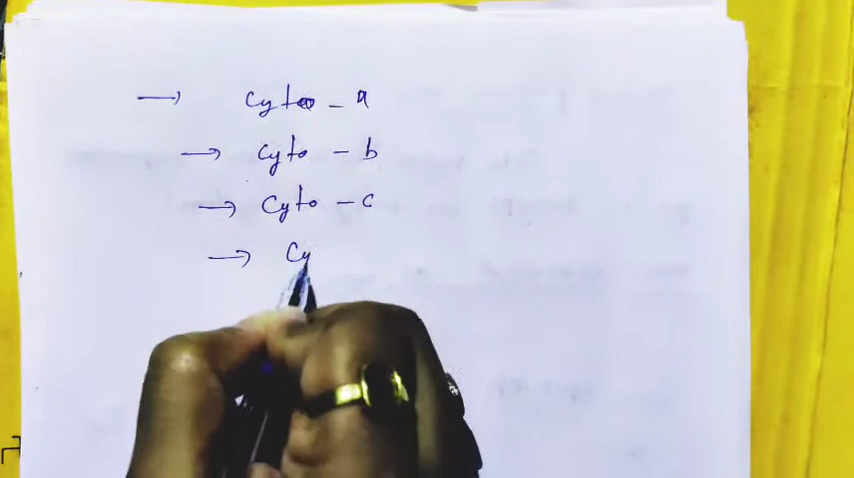 → Cyto - a
→ Cyto - b
→ Cyto - c
→ Cy